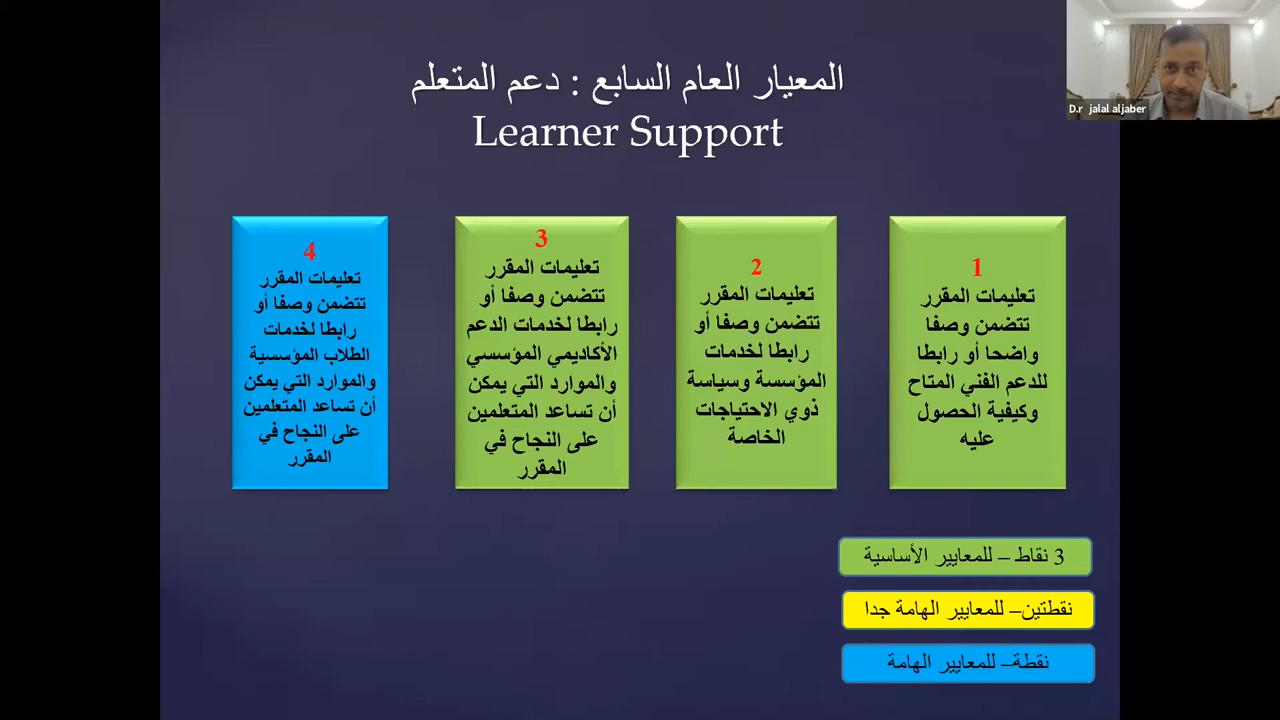 المعيار العام السابع : دعم المتعلم
Learner Support
D.r jalal aljaber
1
تعليمات المقرر
تتضمن وصفا
واضحا أو رابطا
للدعم الفني المتاح
وكيفية الحصول
عليه
2
تعليمات المقرر
تتضمن وصفا أو
رابطا لخدمات
المؤسسة وسياسة
ذوي الاحتياجات
الخاصة
3
تعليمات المقرر
تتضمن وصفا أو
رابطا لخدمات الدعم
الأكاديمي المؤسسي
والموارد التي يمكن
أن تساعد المتعلمين
على النجاح في
المقرر
4
تعليمات المقرر
تتضمن وصفا أو
رابطا لخدمات
الطلاب المؤسسية
والموارد التي يمكن
أن تساعد المتعلمين
على النجاح في
المقرر
3 نقاط – للمعايير الأساسية
نقطتين– للمعايير الهامة جدا
نقطة– للمعايير الهامة